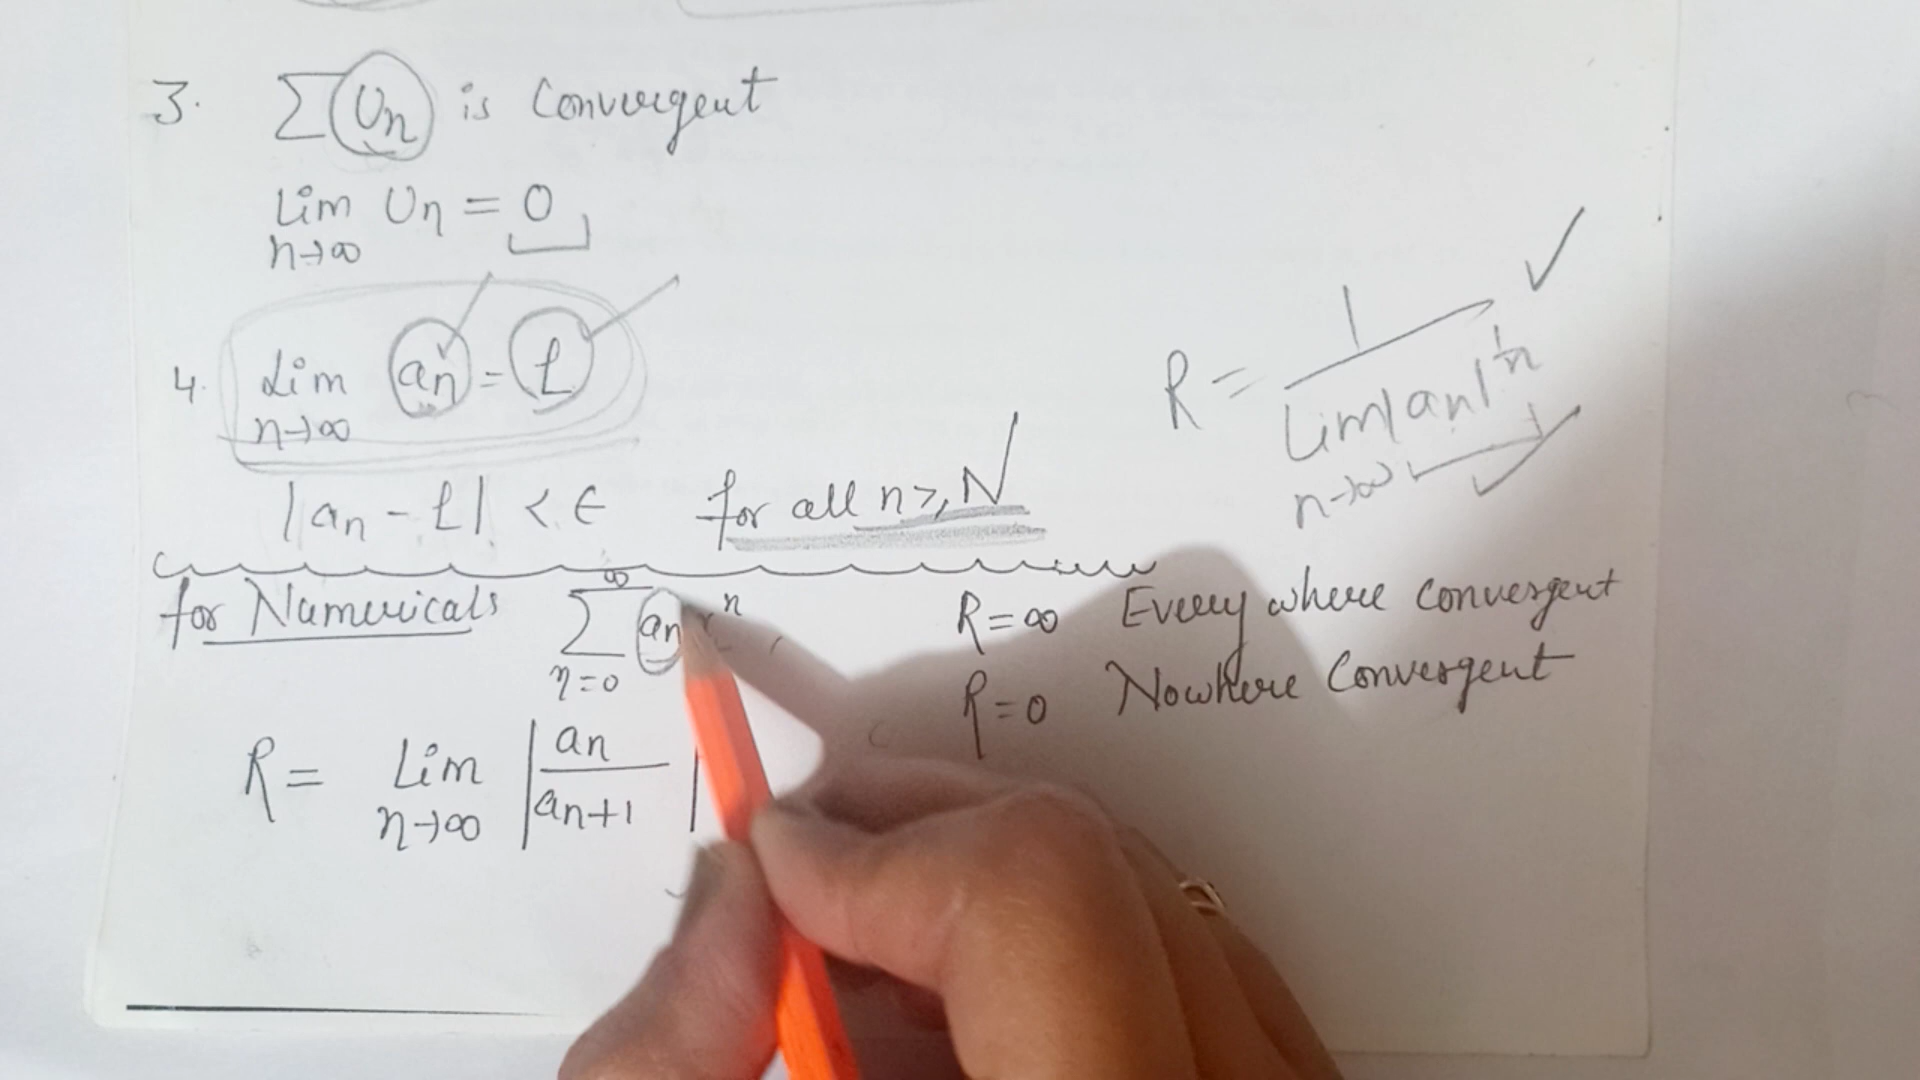 3. ∑Un is Convergent
Lim Un = 0
n→∞
4. Lim an = L
n→∞
|an - L| < ε for all n ≥ N
R = 1
Lim|an|^1/n
n→∞
for Numericals ∞
∑ an x^n
n=0
R = Lim | an
n→∞ an+1 |
R=∞ Every where convergent
R=0 Nowhere Convergent